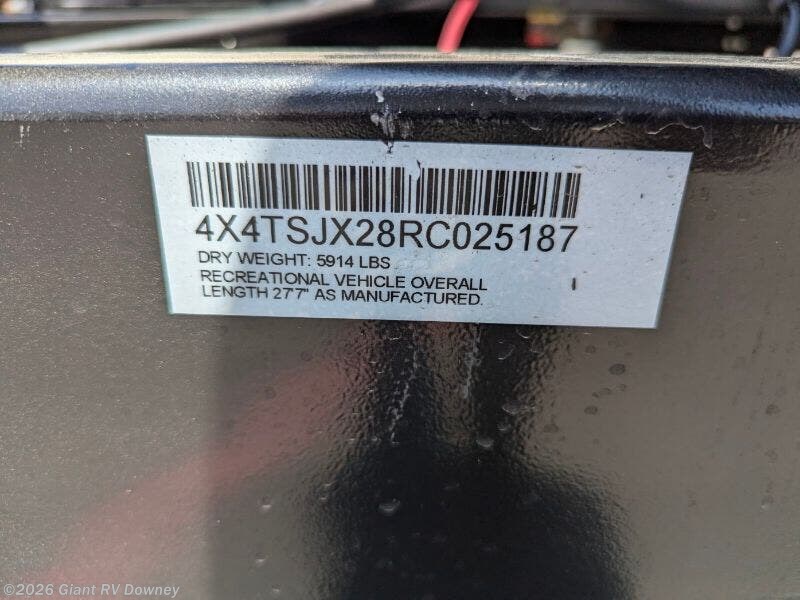 4X4TSJX28RC025187
DRY WEIGHT: 5914 LBS
RECREATIONAL VEHICLE OVERALL
LENGTH 27'7" AS MANUFACTURED.
©2026 Giant RV Downey